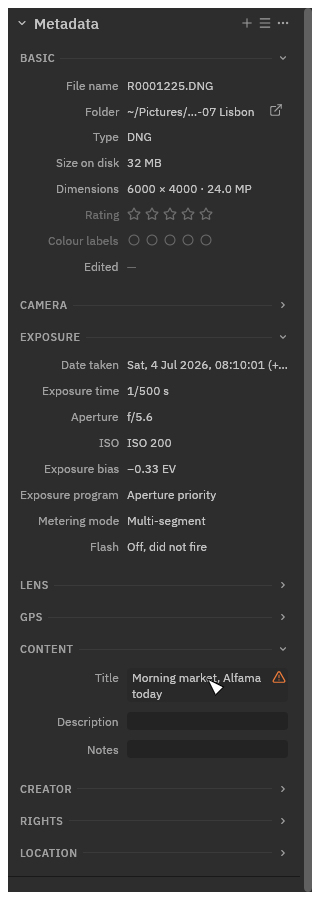 Metadata
BASIC
File name R0001225.DNG
Folder ~/Pictures/...-07 Lisbon
Type DNG
Size on disk 32 MB
Dimensions 6000 × 4000 · 24.0 MP
Rating
Colour labels
Edited —
CAMERA
EXPOSURE
Date taken Sat, 4 Jul 2026, 08:10:01 (+...
Exposure time 1/500 s
Aperture f/5.6
ISO ISO 200
Exposure bias −0.33 EV
Exposure program Aperture priority
Metering mode Multi-segment
Flash Off, did not fire
LENS
GPS
CONTENT
Title Morning market, Alfama
today
Description
Notes
CREATOR
RIGHTS
LOCATION